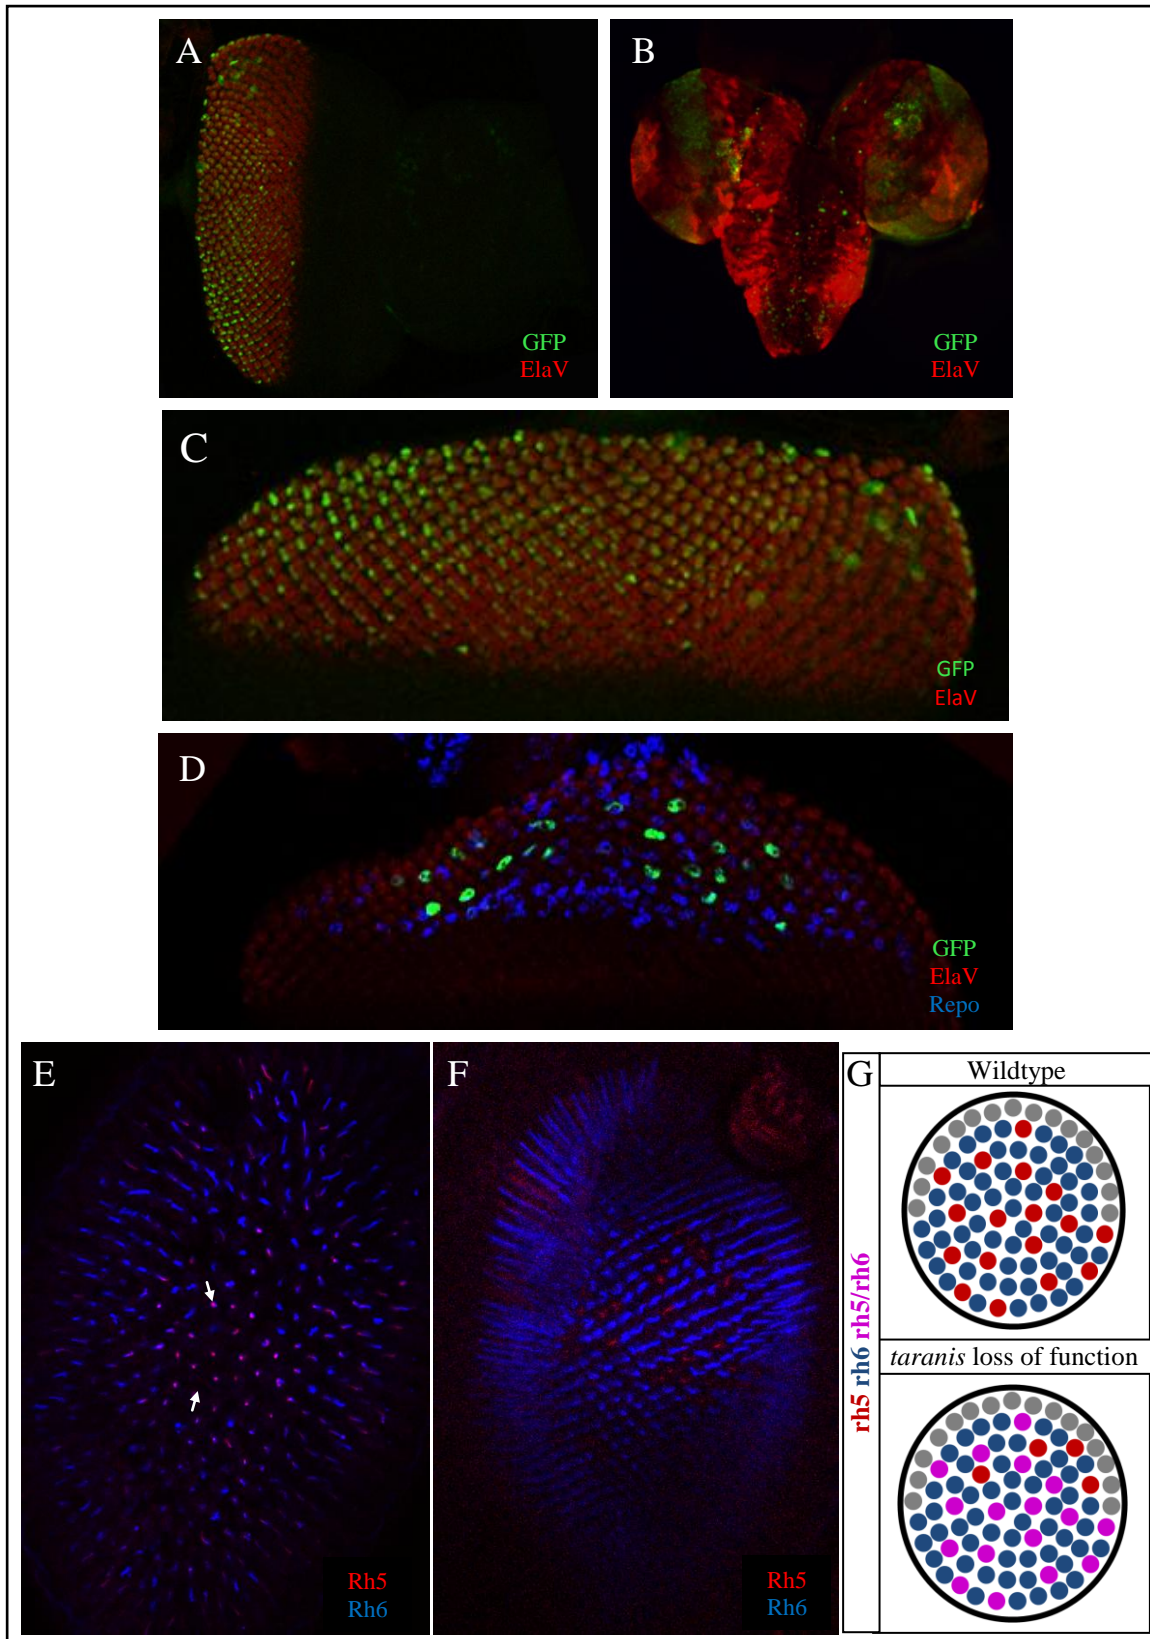 A
GFP
ElaV
B
GFP
ElaV
C
GFP
ElaV
D
GFP
ElaV
Repo
E
Rh5
Rh6
F
Rh5
Rh6
G
rh5 rh6 rh5/rh6
Wildtype
taranis loss of function